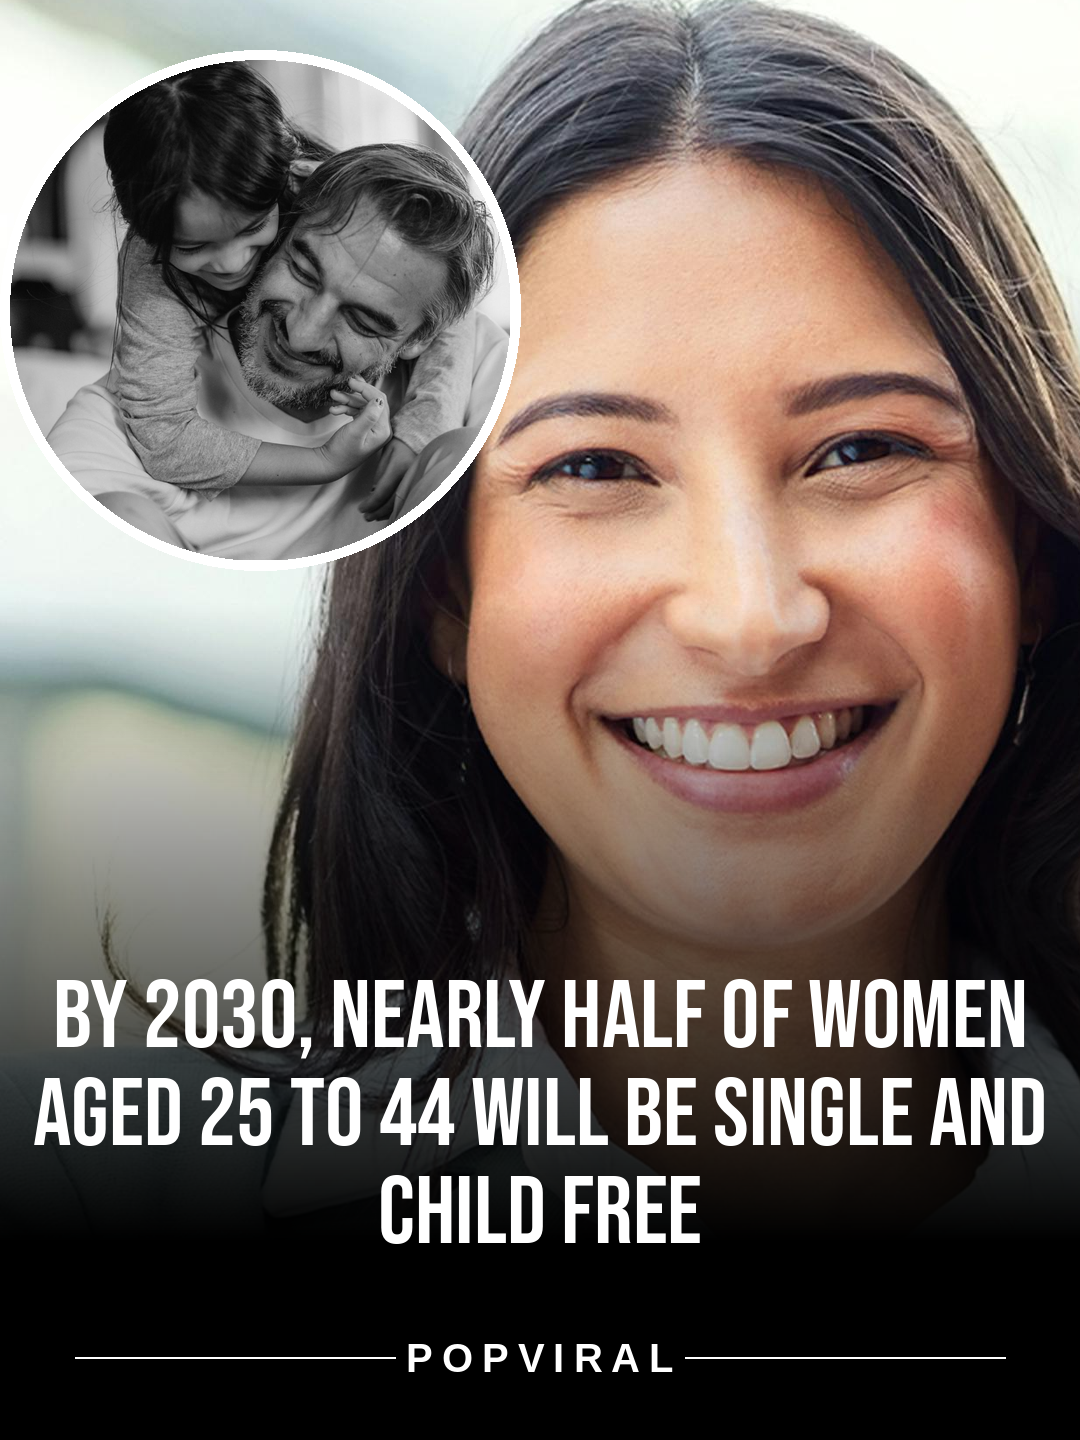 BY 2030, NEARLY HALF OF WOMEN
AGED 25 TO 44 WILL BE SINGLE AND
CHILD FREE
POPVIRAL